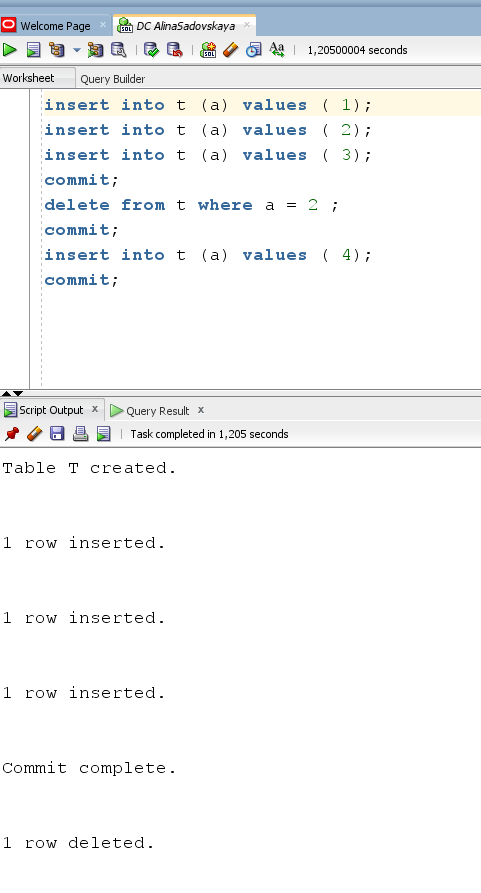 Welcome Page × DC AlinaSadovskaya ×
1,20500004 seconds
Worksheet Query Builder
insert into t (a) values ( 1);
insert into t (a) values ( 2);
insert into t (a) values ( 3);
commit;
delete from t where a = 2 ;
commit;
insert into t (a) values ( 4);
commit;
Script Output x Query Result x
Task completed in 1,205 seconds
Table T created.
1 row inserted.
1 row inserted.
1 row inserted.
Commit complete.
1 row deleted.